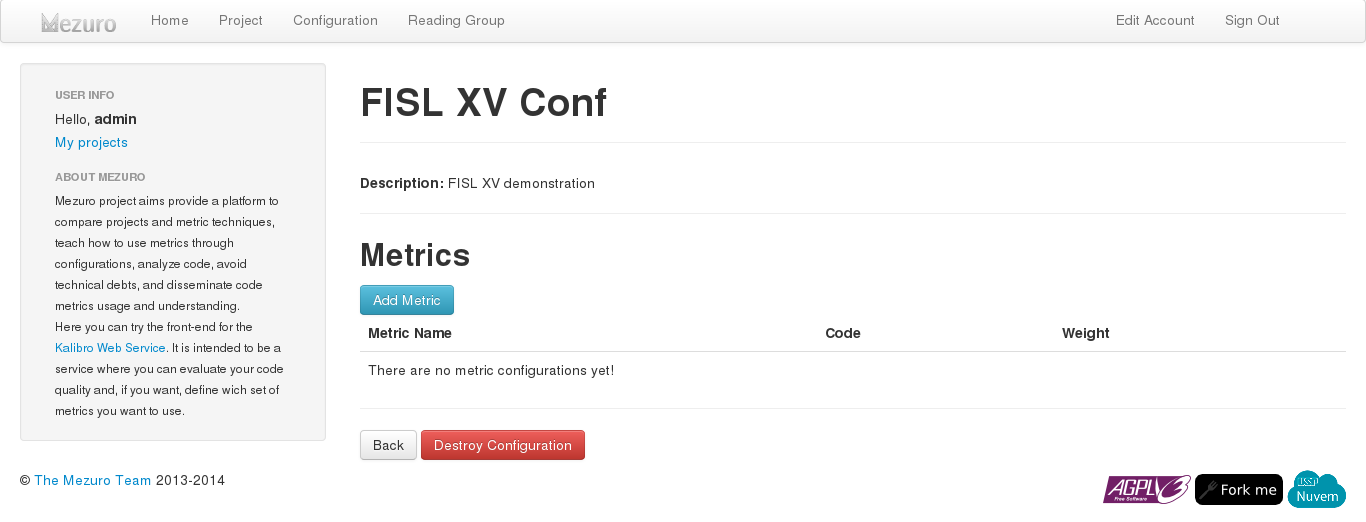 Mezuro Home Project Configuration Reading Group Edit Account Sign Out
USER INFO
Hello, admin
My projects
ABOUT MEZURO
Mezuro project aims provide a platform to
compare projects and metric techniques,
teach how to use metrics through
configurations, analyze code, avoid
technical debts, and disseminate code
metrics usage and understanding.
Here you can try the front-end for the
Kalibro Web Service. It is intended to be a
service where you can evaluate your code
quality and, if you want, define wich set of
metrics you want to use.
FISL XV Conf
Description: FISL XV demonstration
Metrics
Add Metric
Metric Name Code Weight
There are no metric configurations yet!
Back Destroy Configuration
© The Mezuro Team 2013-2014
AGPL v3
Free Software
Fork me
Nuvem